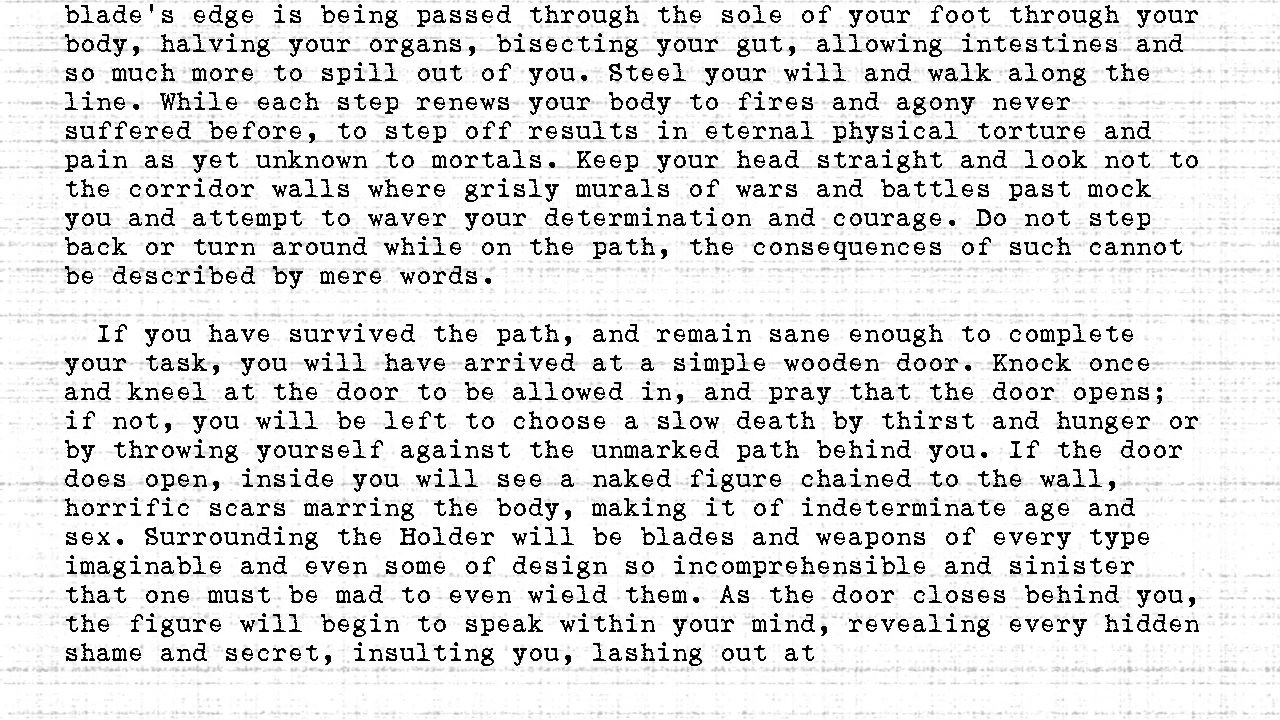 blade's edge is being passed through the sole of your foot through your
body, halving your organs, bisecting your gut, allowing intestines and
so much more to spill out of you. Steel your will and walk along the
line. While each step renews your body to fires and agony never
suffered before, to step off results in eternal physical torture and
pain as yet unknown to mortals. Keep your head straight and look not to
the corridor walls where grisly murals of wars and battles past mock
you and attempt to waver your determination and courage. Do not step
back or turn around while on the path, the consequences of such cannot
be described by mere words.
If you have survived the path, and remain sane enough to complete
your task, you will have arrived at a simple wooden door. Knock once
and kneel at the door to be allowed in, and pray that the door opens;
if not, you will be left to choose a slow death by thirst and hunger or
by throwing yourself against the unmarked path behind you. If the door
does open, inside you will see a naked figure chained to the wall,
horrific scars marring the body, making it of indeterminate age and
sex. Surrounding the Holder will be blades and weapons of every type
imaginable and even some of design so incomprehensible and sinister
that one must be mad to even wield them. As the door closes behind you,
the figure will begin to speak within your mind, revealing every hidden
shame and secret, insulting you, lashing out at